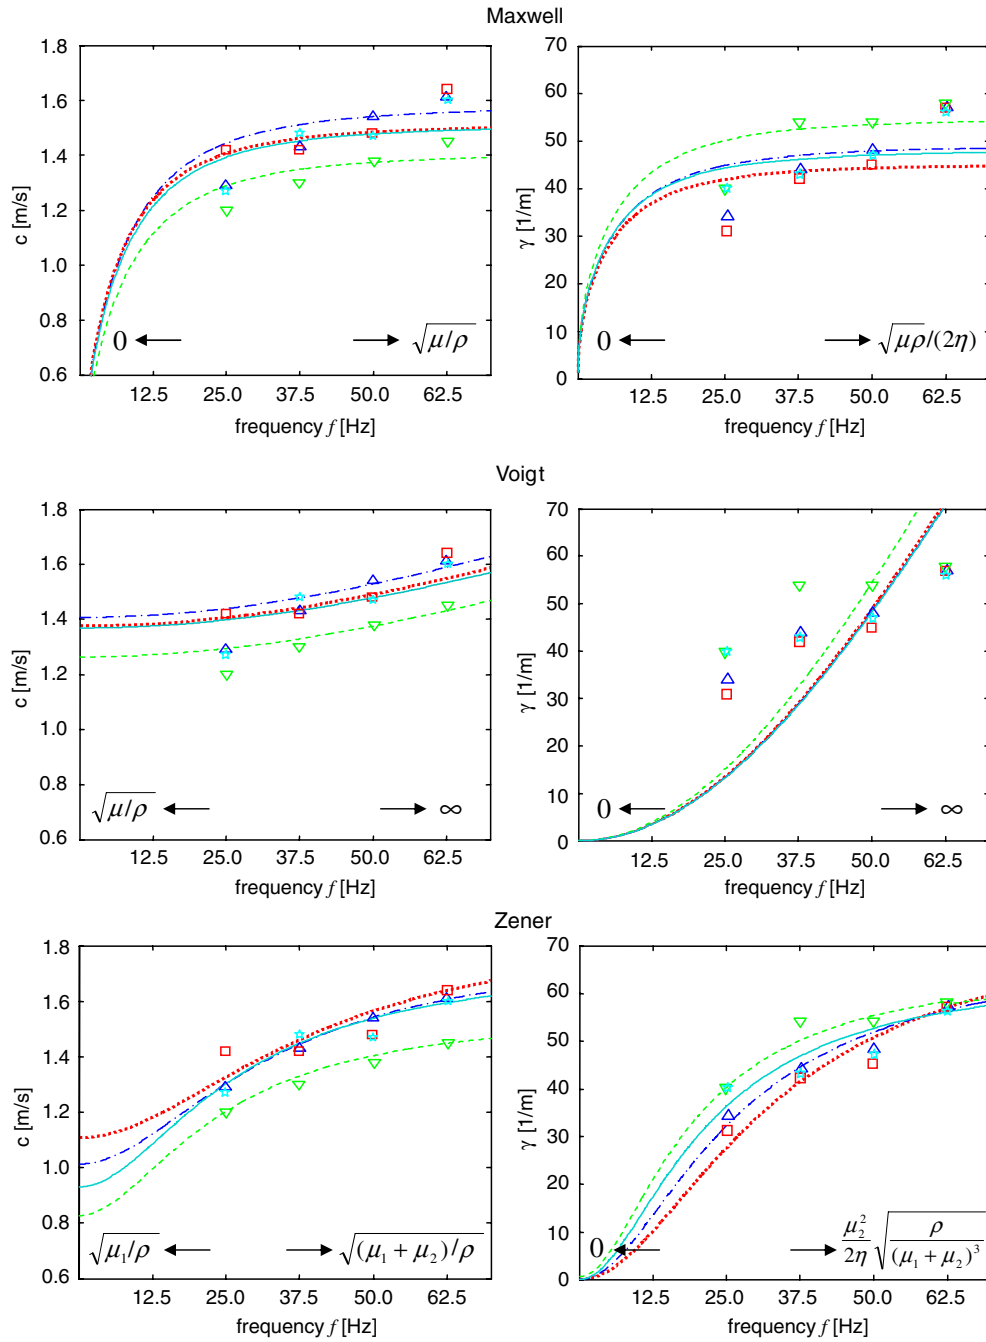 Maxwell
1.8
1.6
1.4
1.2
1.0
0.8
0.6
c [m/s]
0 ← → √μ/ρ
12.5 25.0 37.5 50.0 62.5
frequency f [Hz]
70
60
50
40
30
20
10
0
γ [1/m]
0 ← → √μρ/(2η)
12.5 25.0 37.5 50.0 62.5
frequency f [Hz]
Voigt
1.8
1.6
1.4
1.2
1.0
0.8
0.6
c [m/s]
√μ/ρ ← → ∞
12.5 25.0 37.5 50.0 62.5
frequency f [Hz]
70
60
50
40
30
20
10
0
γ [1/m]
0 ← → ∞
12.5 25.0 37.5 50.0 62.5
frequency f [Hz]
Zener
1.8
1.6
1.4
1.2
1.0
0.8
0.6
c [m/s]
√μ₁/ρ ← → √(μ₁ + μ₂)/ρ
12.5 25.0 37.5 50.0 62.5
frequency f [Hz]
70
60
50
40
30
20
10
0
γ [1/m]
0 ← → μ₂²/2η √ρ/(μ₁ + μ₂)³
12.5 25.0 37.5 50.0 62.5
frequency f [Hz]